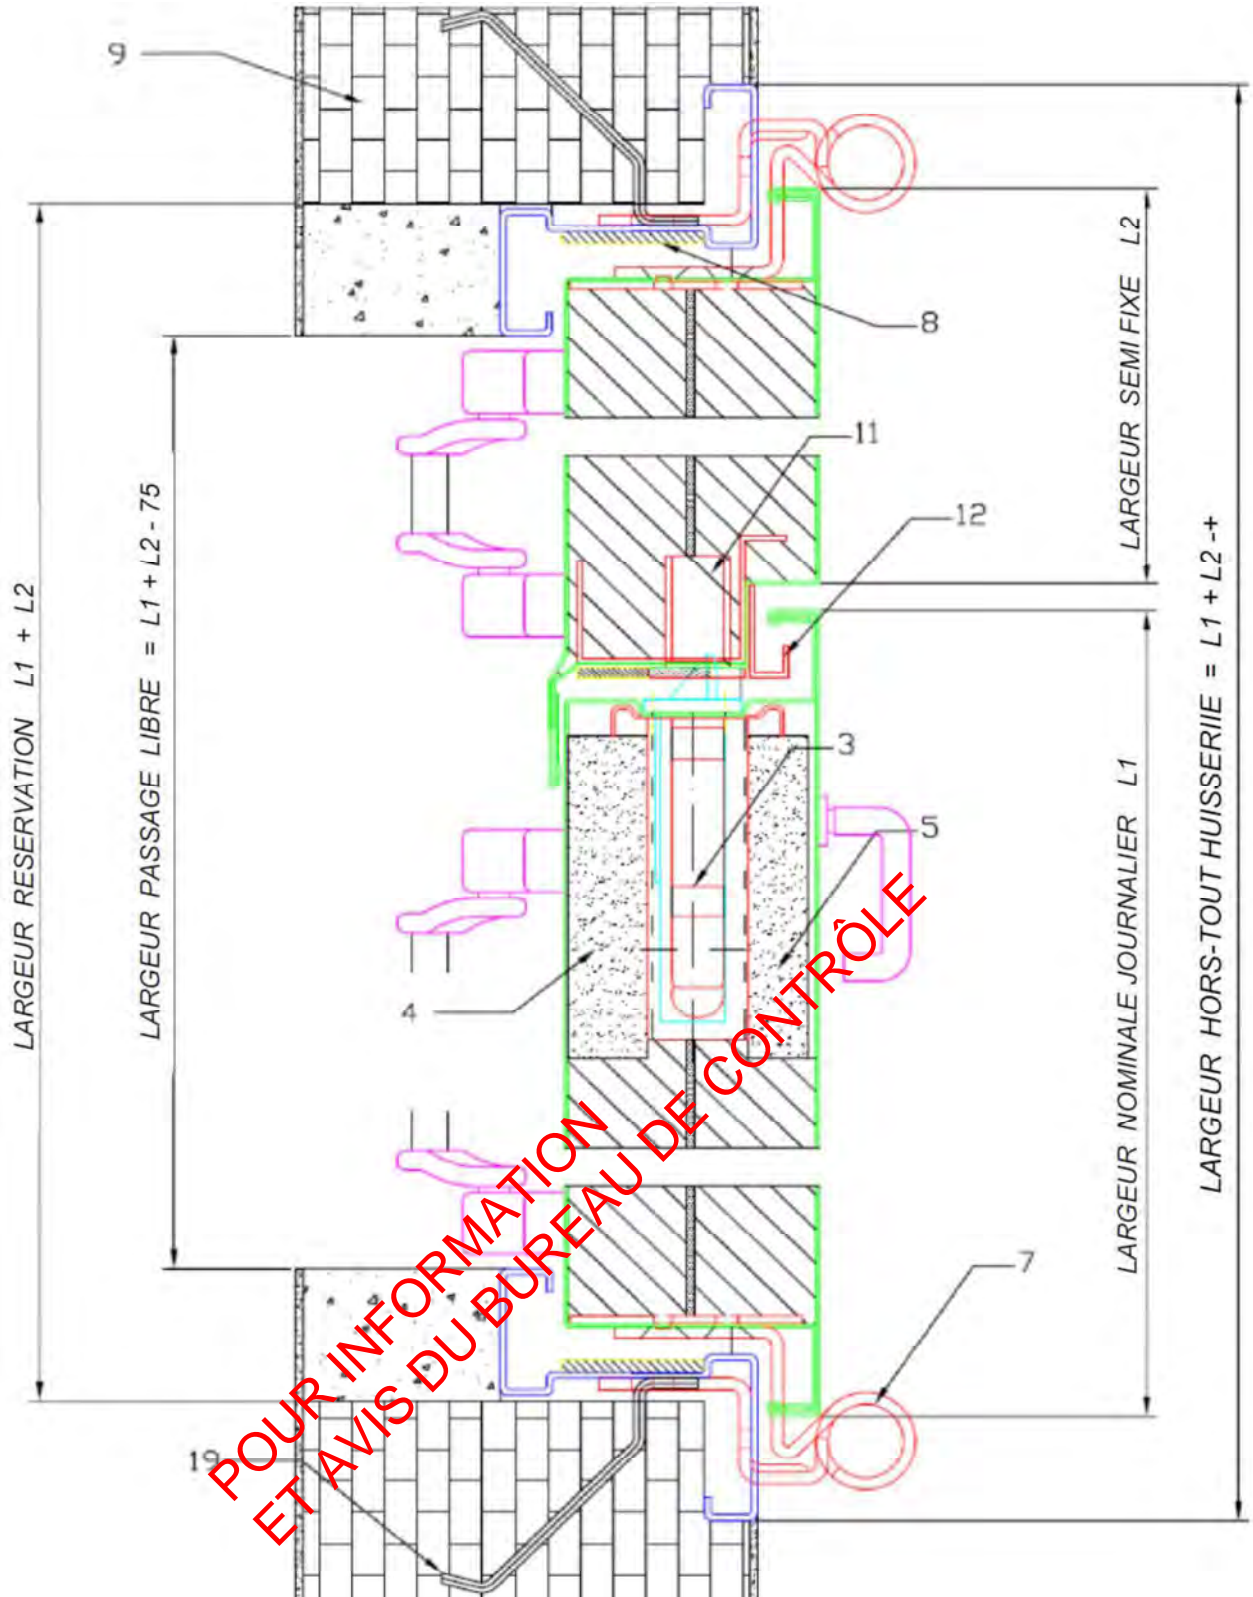 9
8
11
12
3
5
4
7
19
LARGEUR RESERVATION L1 + L2
LARGEUR PASSAGE LIBRE = L1 + L2 - 75
LARGEUR SEMI FIXE L2
LARGEUR NOMINALE JOURNALIER L1
LARGEUR HORS-TOUT HUISSERIIE = L1 + L2 -+
POUR INFORMATION
ET AVIS DU BUREAU DE CONTRÔLE